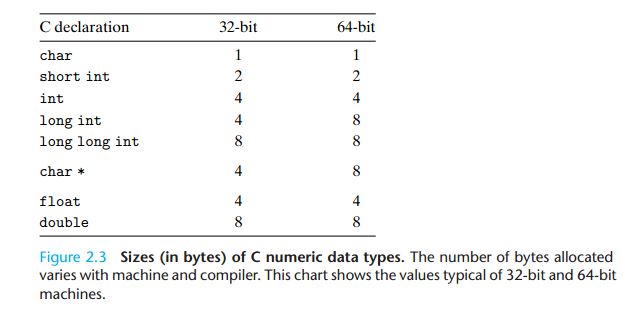 C declaration 32-bit 64-bit
char 1 1
short int 2 2
int 4 4
long int 4 8
long long int 8 8
char * 4 8
float 4 4
double 8 8
Figure 2.3 Sizes (in bytes) of C numeric data types. The number of bytes allocated
varies with machine and compiler. This chart shows the values typical of 32-bit and 64-bit
machines.